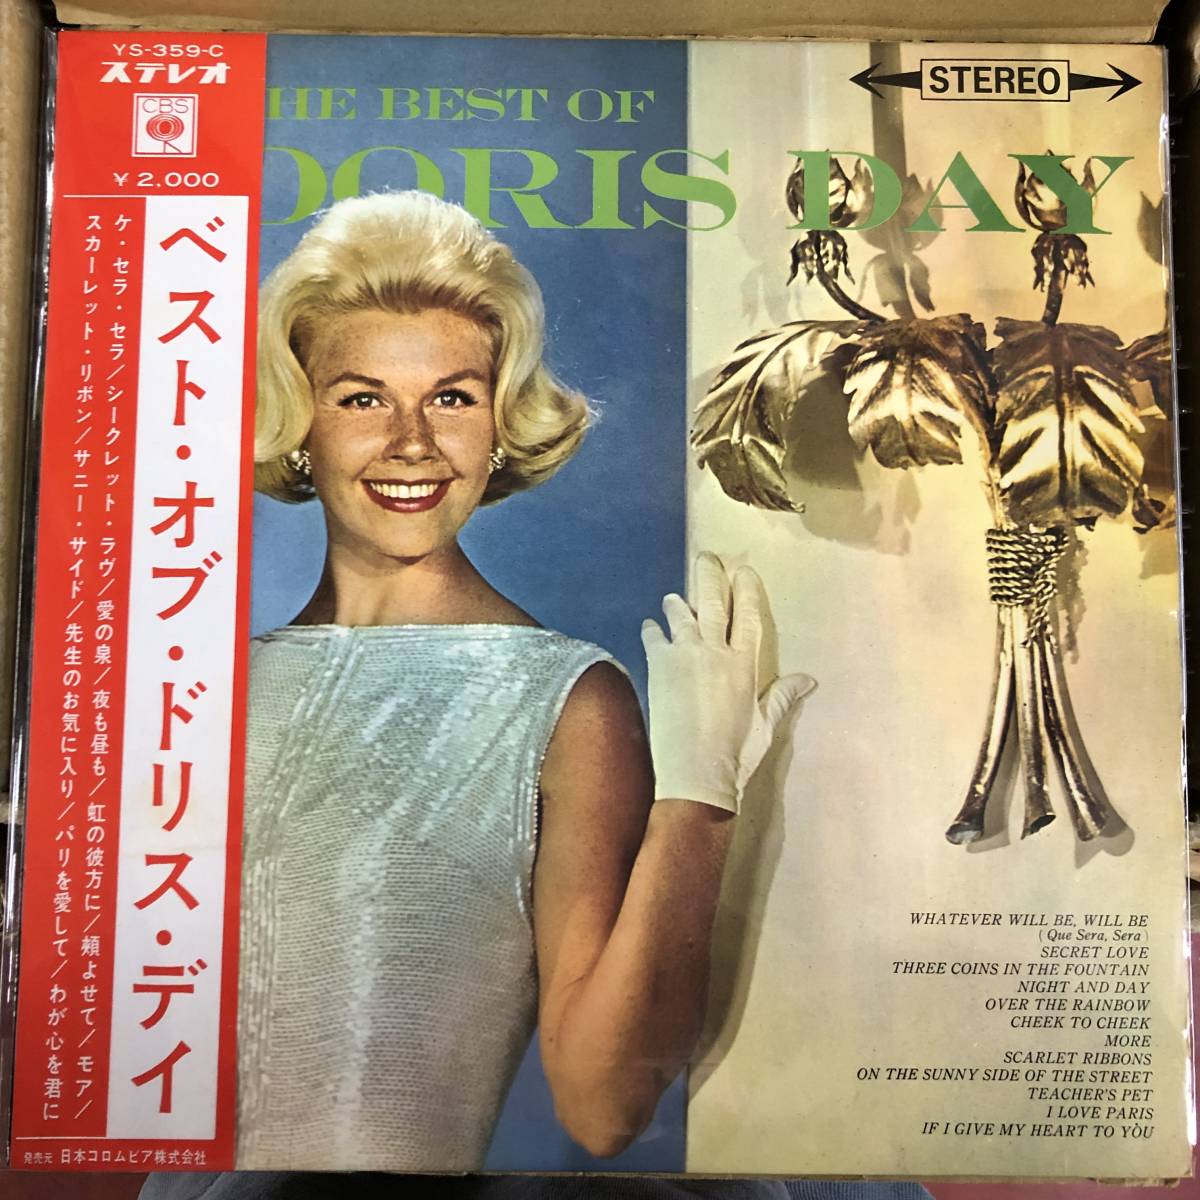 YS-359-C
ステレオ
CBS
¥ 2,000
ベスト・オブ・ドリス・デイ
ケ・セラ・セラ/シークレット・ラヴ/愛の泉/夜も昼も/虹の彼方に/頬よせて/モア/
スカーレット・リボン/サニー・サイド/先生のお気に入り/パリを愛して/わが心を君に
発売元 日本コロムビア株式会社
HE BEST OF
DORIS DAY
STEREO
WHATEVER WILL BE, WILL BE
( Que Sera, Sera )
SECRET LOVE
THREE COINS IN THE FOUNTAIN
NIGHT AND DAY
OVER THE RAINBOW
CHEEK TO CHEEK
MORE
SCARLET RIBBONS
ON THE SUNNY SIDE OF THE STREET
TEACHER'S PET
I LOVE PARIS
IF I GIVE MY HEART TO YOU